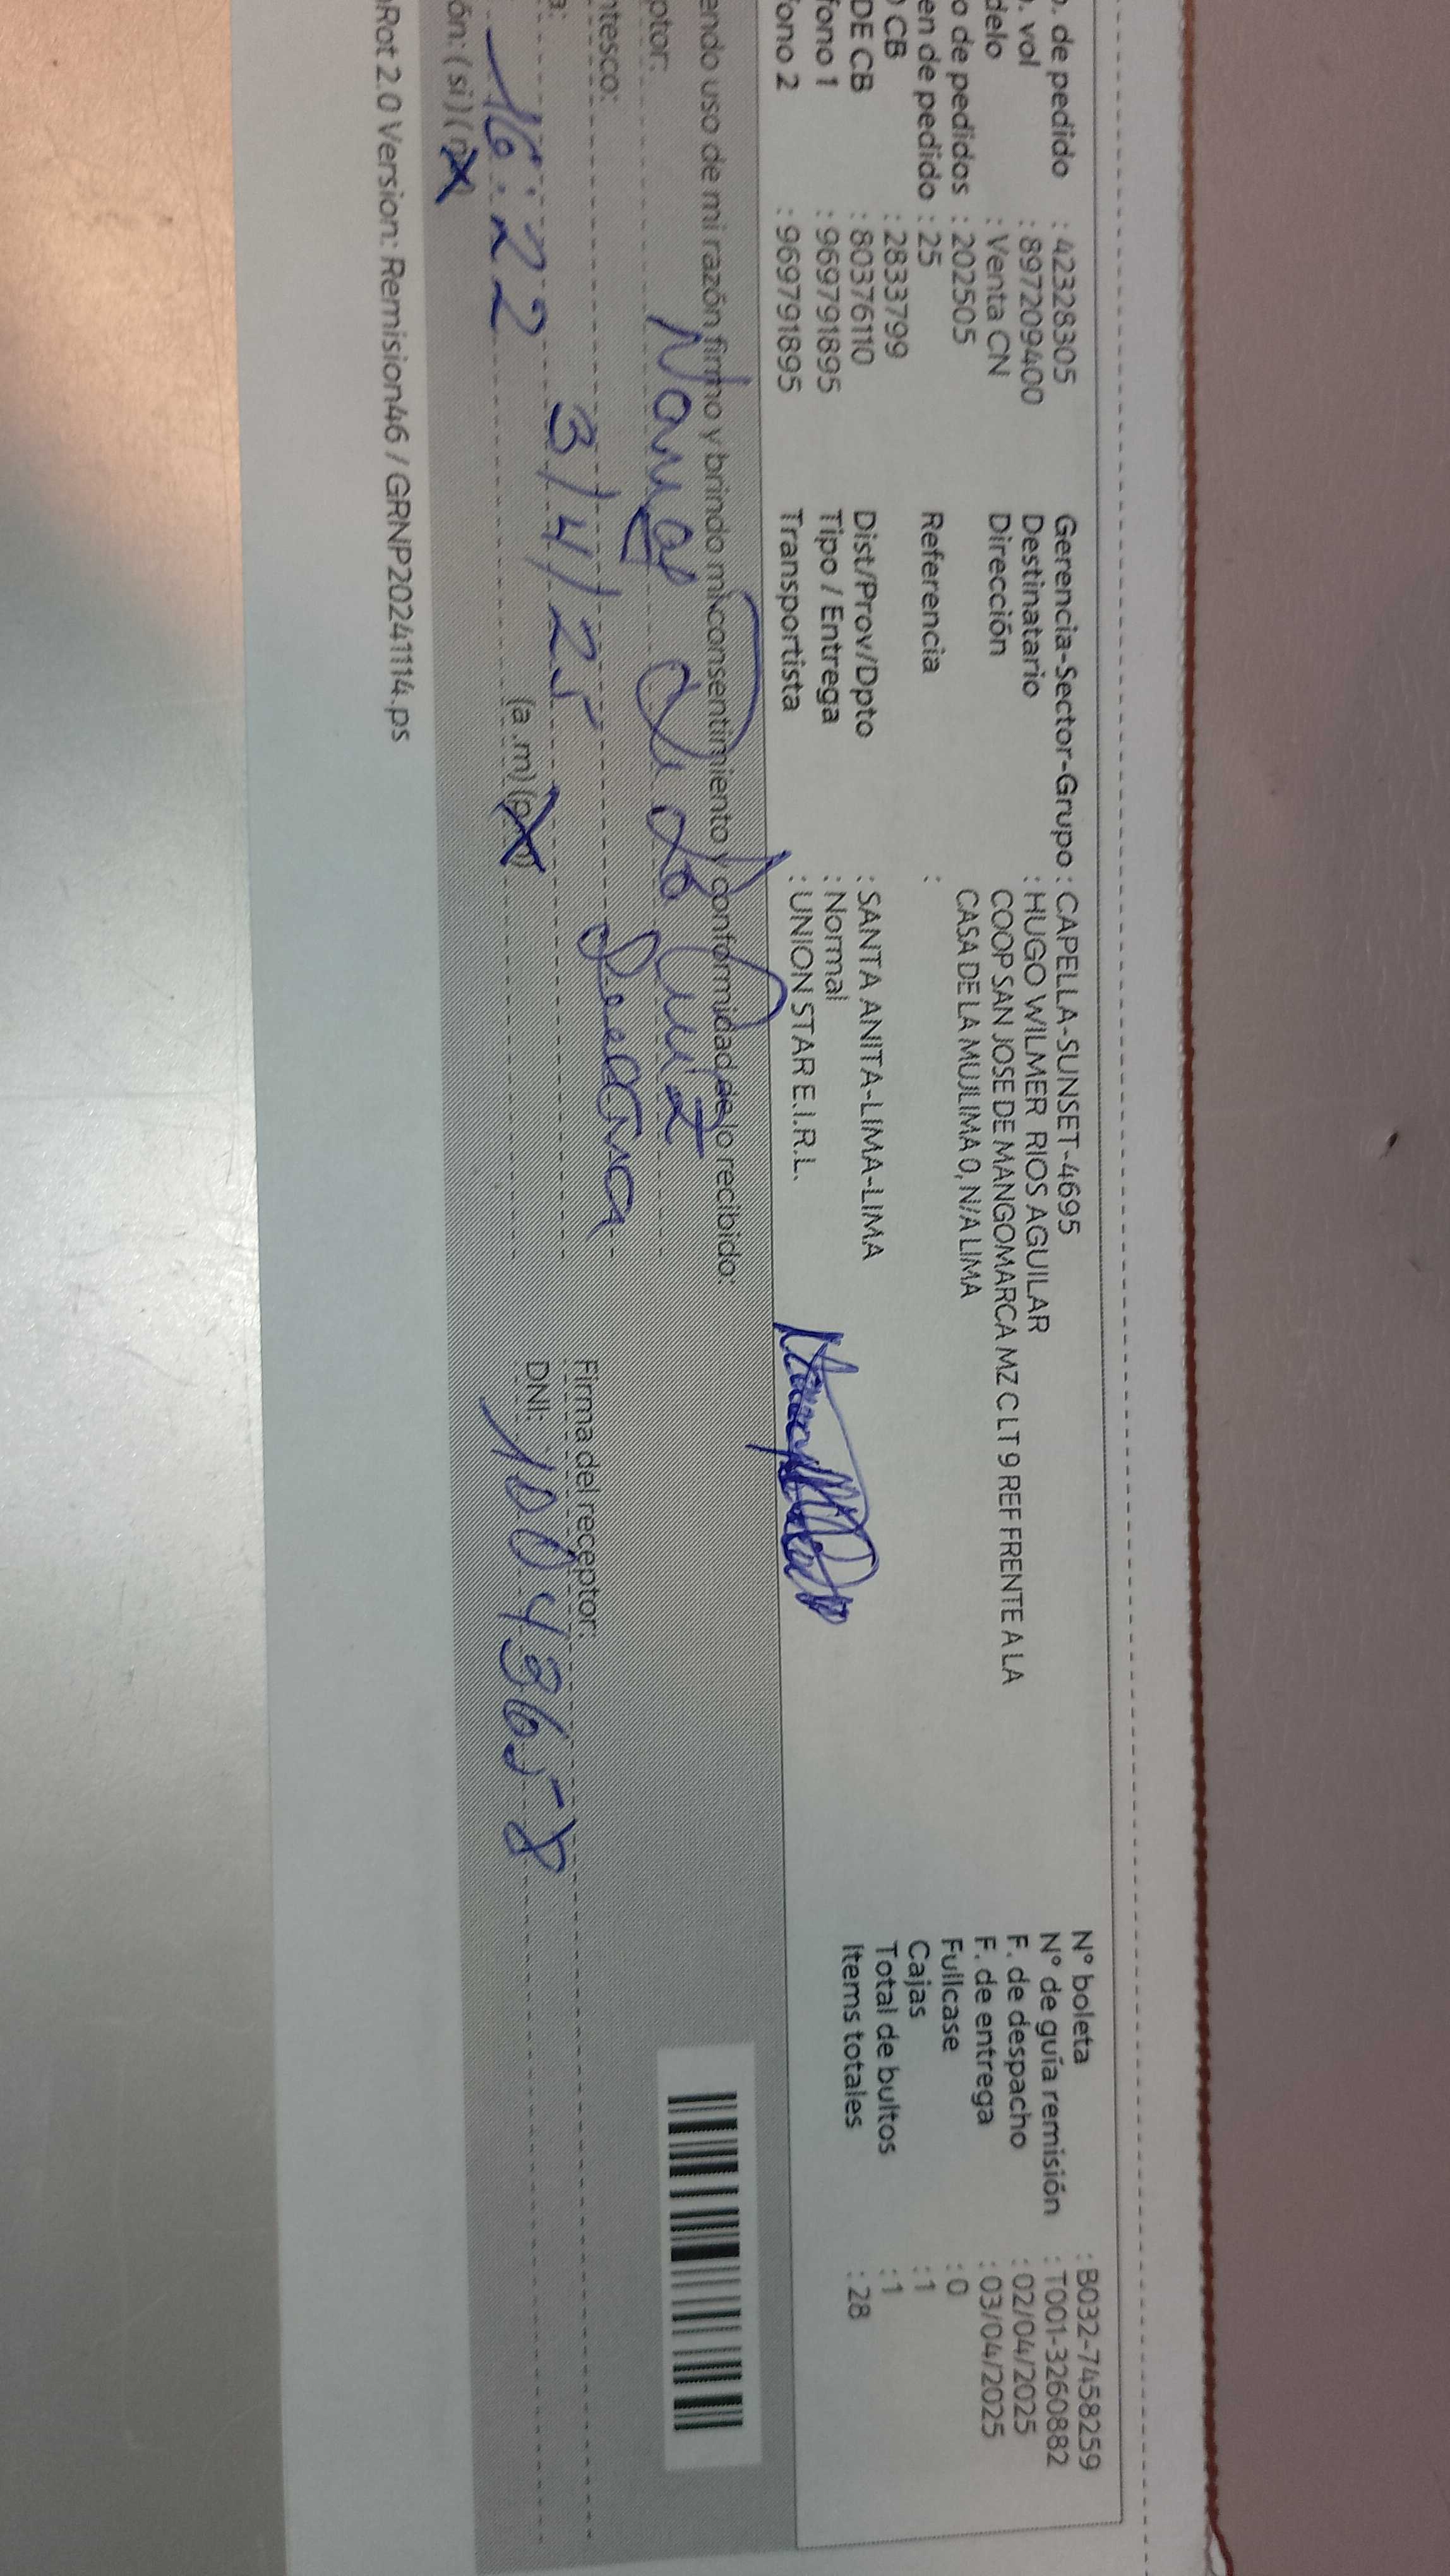 o. de pedido : 42328305 Gerencia-Sector-Grupo : CAPELLA-SUNSET-4695 N° boleta : B032-7458259
. vol : 897209400 Destinatario : HUGO WILMER RIOS AGUILAR N° de guía remisión : T001-3260882
delo : Venta CN Dirección COOP SAN JOSE DE MANGOMARCA MZ C LT 9 REF FRENTE A LA F. de despacho : 02/04/2025
o de pedidos : 202505 CASA DE LA MUJLIMA 0, N/A LIMA F. de entrega : 03/04/2025
en de pedido : 25 Referencia : Fullcase : 0
CB : 2833799 Cajas : 1
DE CB : 80376110 Dist/Prov/Dpto : SANTA ANITA-LIMA-LIMA Total de bultos : 1
fono 1 : 969791895 Tipo / Entrega : Normal Items totales : 28
fono 2 : 969791895 Transportista : UNION STAR E.I.R.L.
endo uso de mi razón firmo y brindo mi consentimiento y conformidad de lo recibido:
ptor: De La Cruz
ntesco:
a: 3/4/25 Firma del receptor:
16:22 (a.m) (p.m) DNI: 10043658
ón: ( si ) ( n
aRot 2.0 Version: Remision46 / GRNP20241114.ps